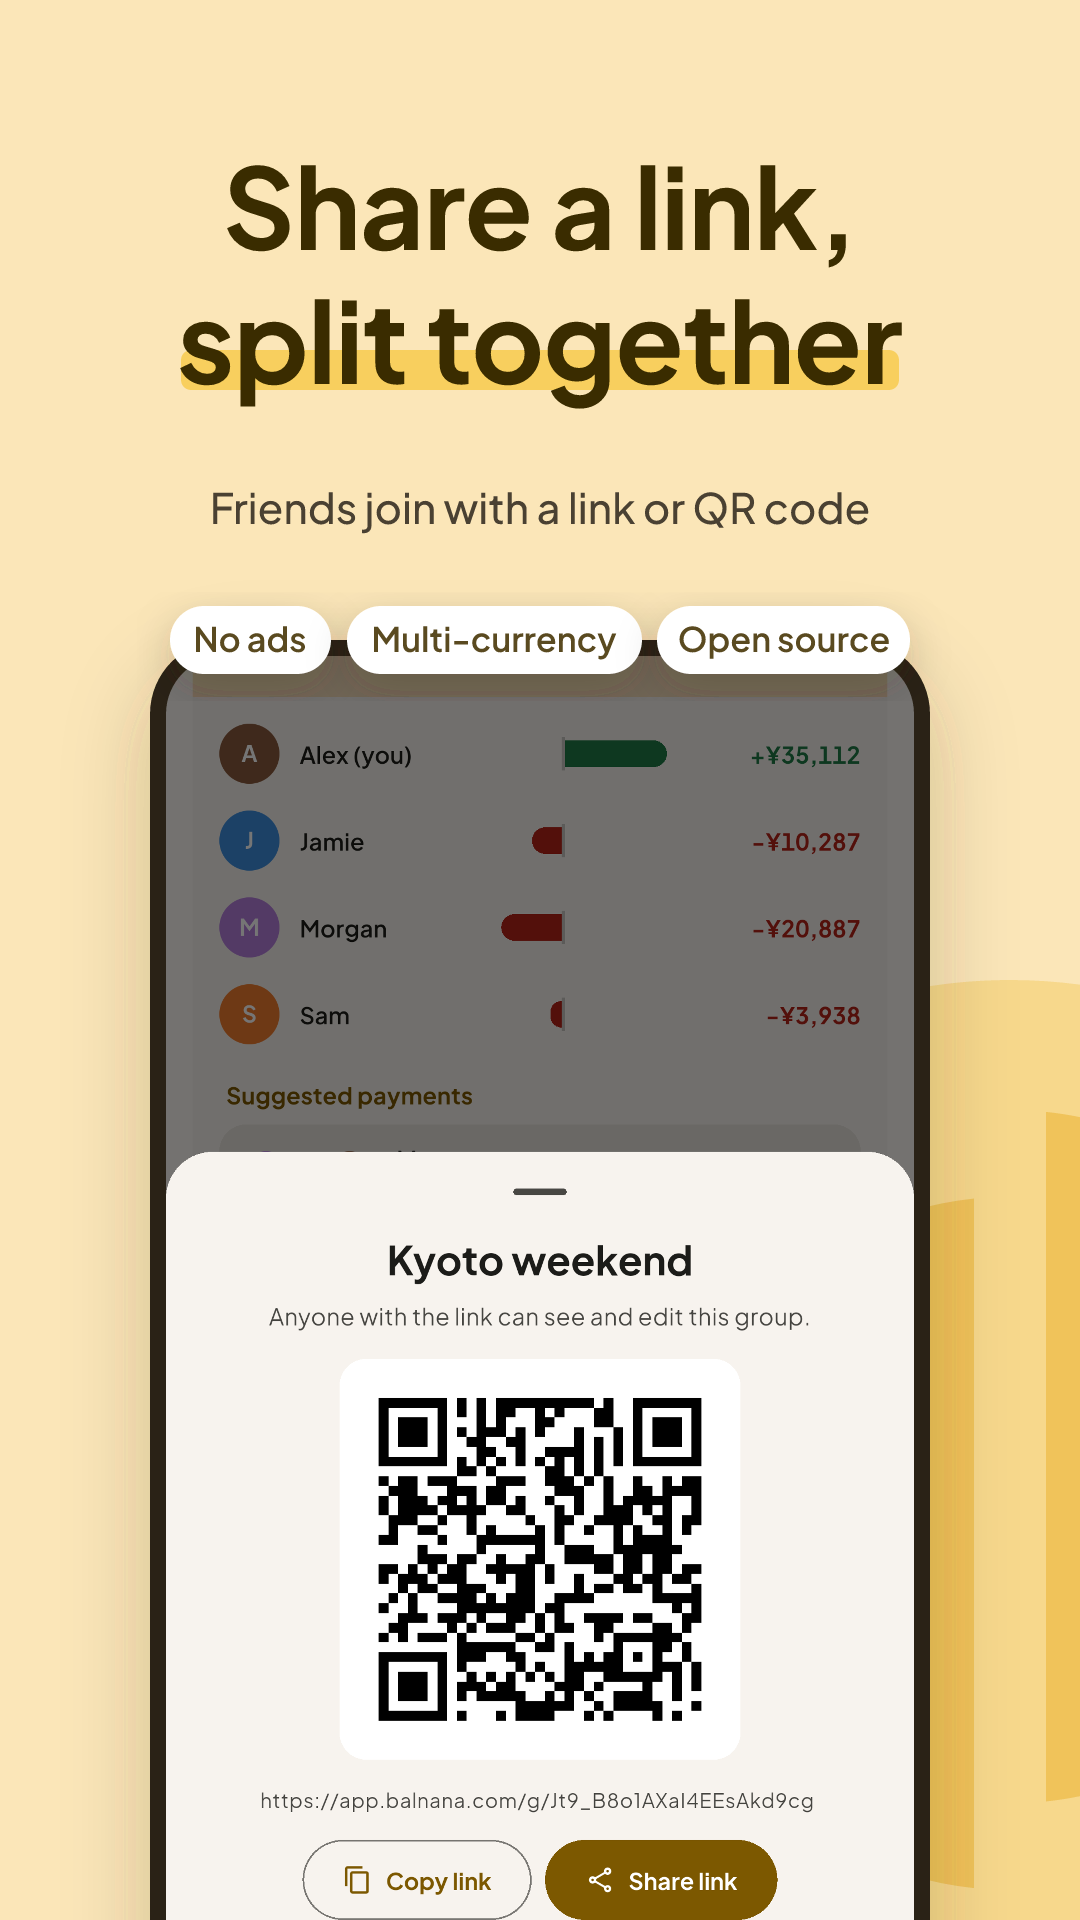 Share a link,
split together
Friends join with a link or QR code
No ads
Multi-currency
Open source
A Alex (you) +¥35,112
J Jamie -¥10,287
M Morgan -¥20,887
S Sam -¥3,938
Suggested payments
Kyoto weekend
Anyone with the link can see and edit this group.
https://app.balnana.com/g/Jt9_B8o1AXaI4EEsAkd9cg
Copy link
Share link